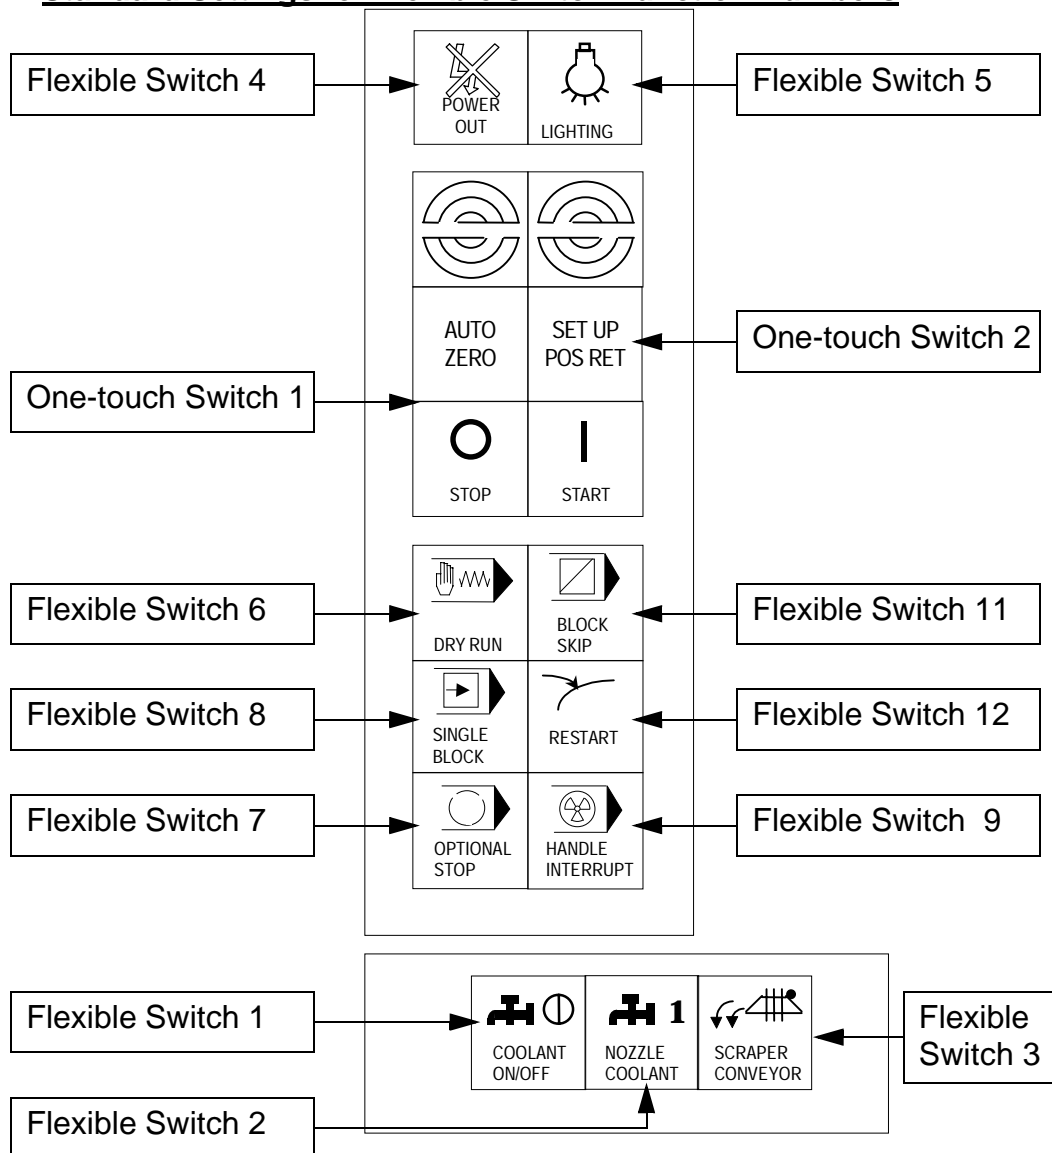 Flexible Switch 4
POWER
OUT
LIGHTING
Flexible Switch 5
AUTO
ZERO
SET UP
POS RET
One-touch Switch 2
One-touch Switch 1
STOP
START
Flexible Switch 6
DRY RUN
BLOCK
SKIP
Flexible Switch 11
Flexible Switch 8
SINGLE
BLOCK
RESTART
Flexible Switch 12
Flexible Switch 7
OPTIONAL
STOP
HANDLE
INTERRUPT
Flexible Switch 9
Flexible Switch 1
COOLANT
ON/OFF
1
NOZZLE
COOLANT
SCRAPER
CONVEYOR
Flexible
Switch 3
Flexible Switch 2